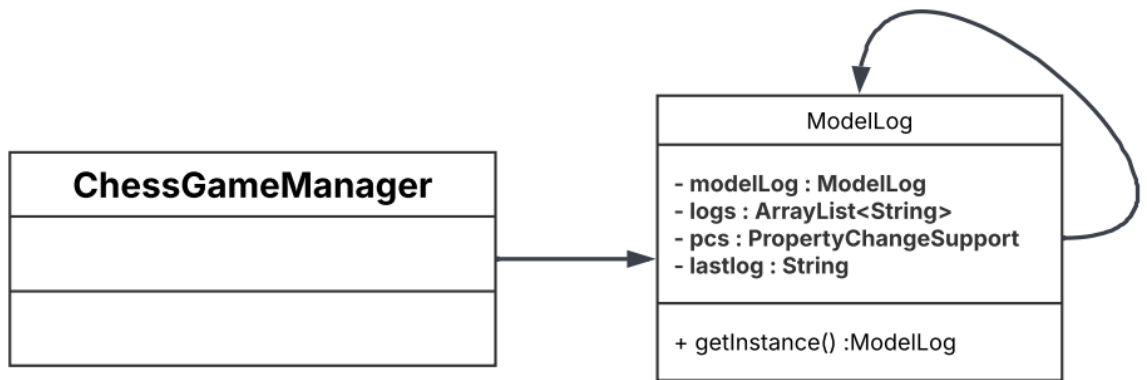 ChessGameManager
ModelLog
- modelLog : ModelLog
- logs : ArrayList<String>
- pcs : PropertyChangeSupport
- lastlog : String
+ getInstance() :ModelLog